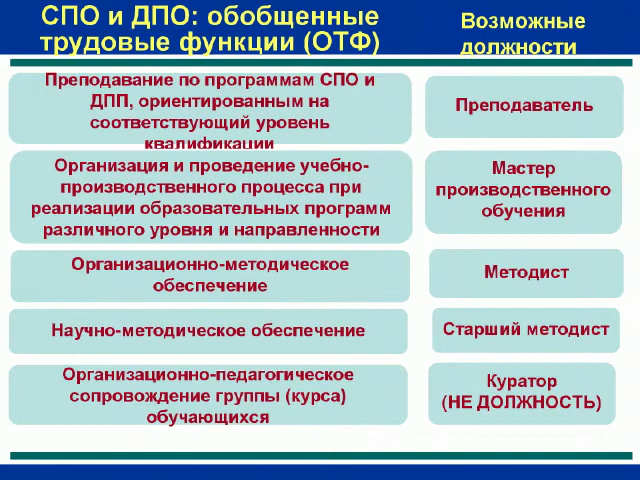 СПО и ДПО: обобщенные
трудовые функции (ОТФ)
Возможные
должности
Преподавание по программам СПО и
ДПП, ориентированным на
соответствующий уровень
квалификации
Преподаватель
Организация и проведение учебно-
производственного процесса при
реализации образовательных программ
различного уровня и направленности
Мастер
производственного
обучения
Организационно-методическое
обеспечение
Методист
Научно-методическое обеспечение
Старший методист
Организационно-педагогическое
сопровождение группы (курса)
обучающихся
Куратор
(НЕ ДОЛЖНОСТЬ)